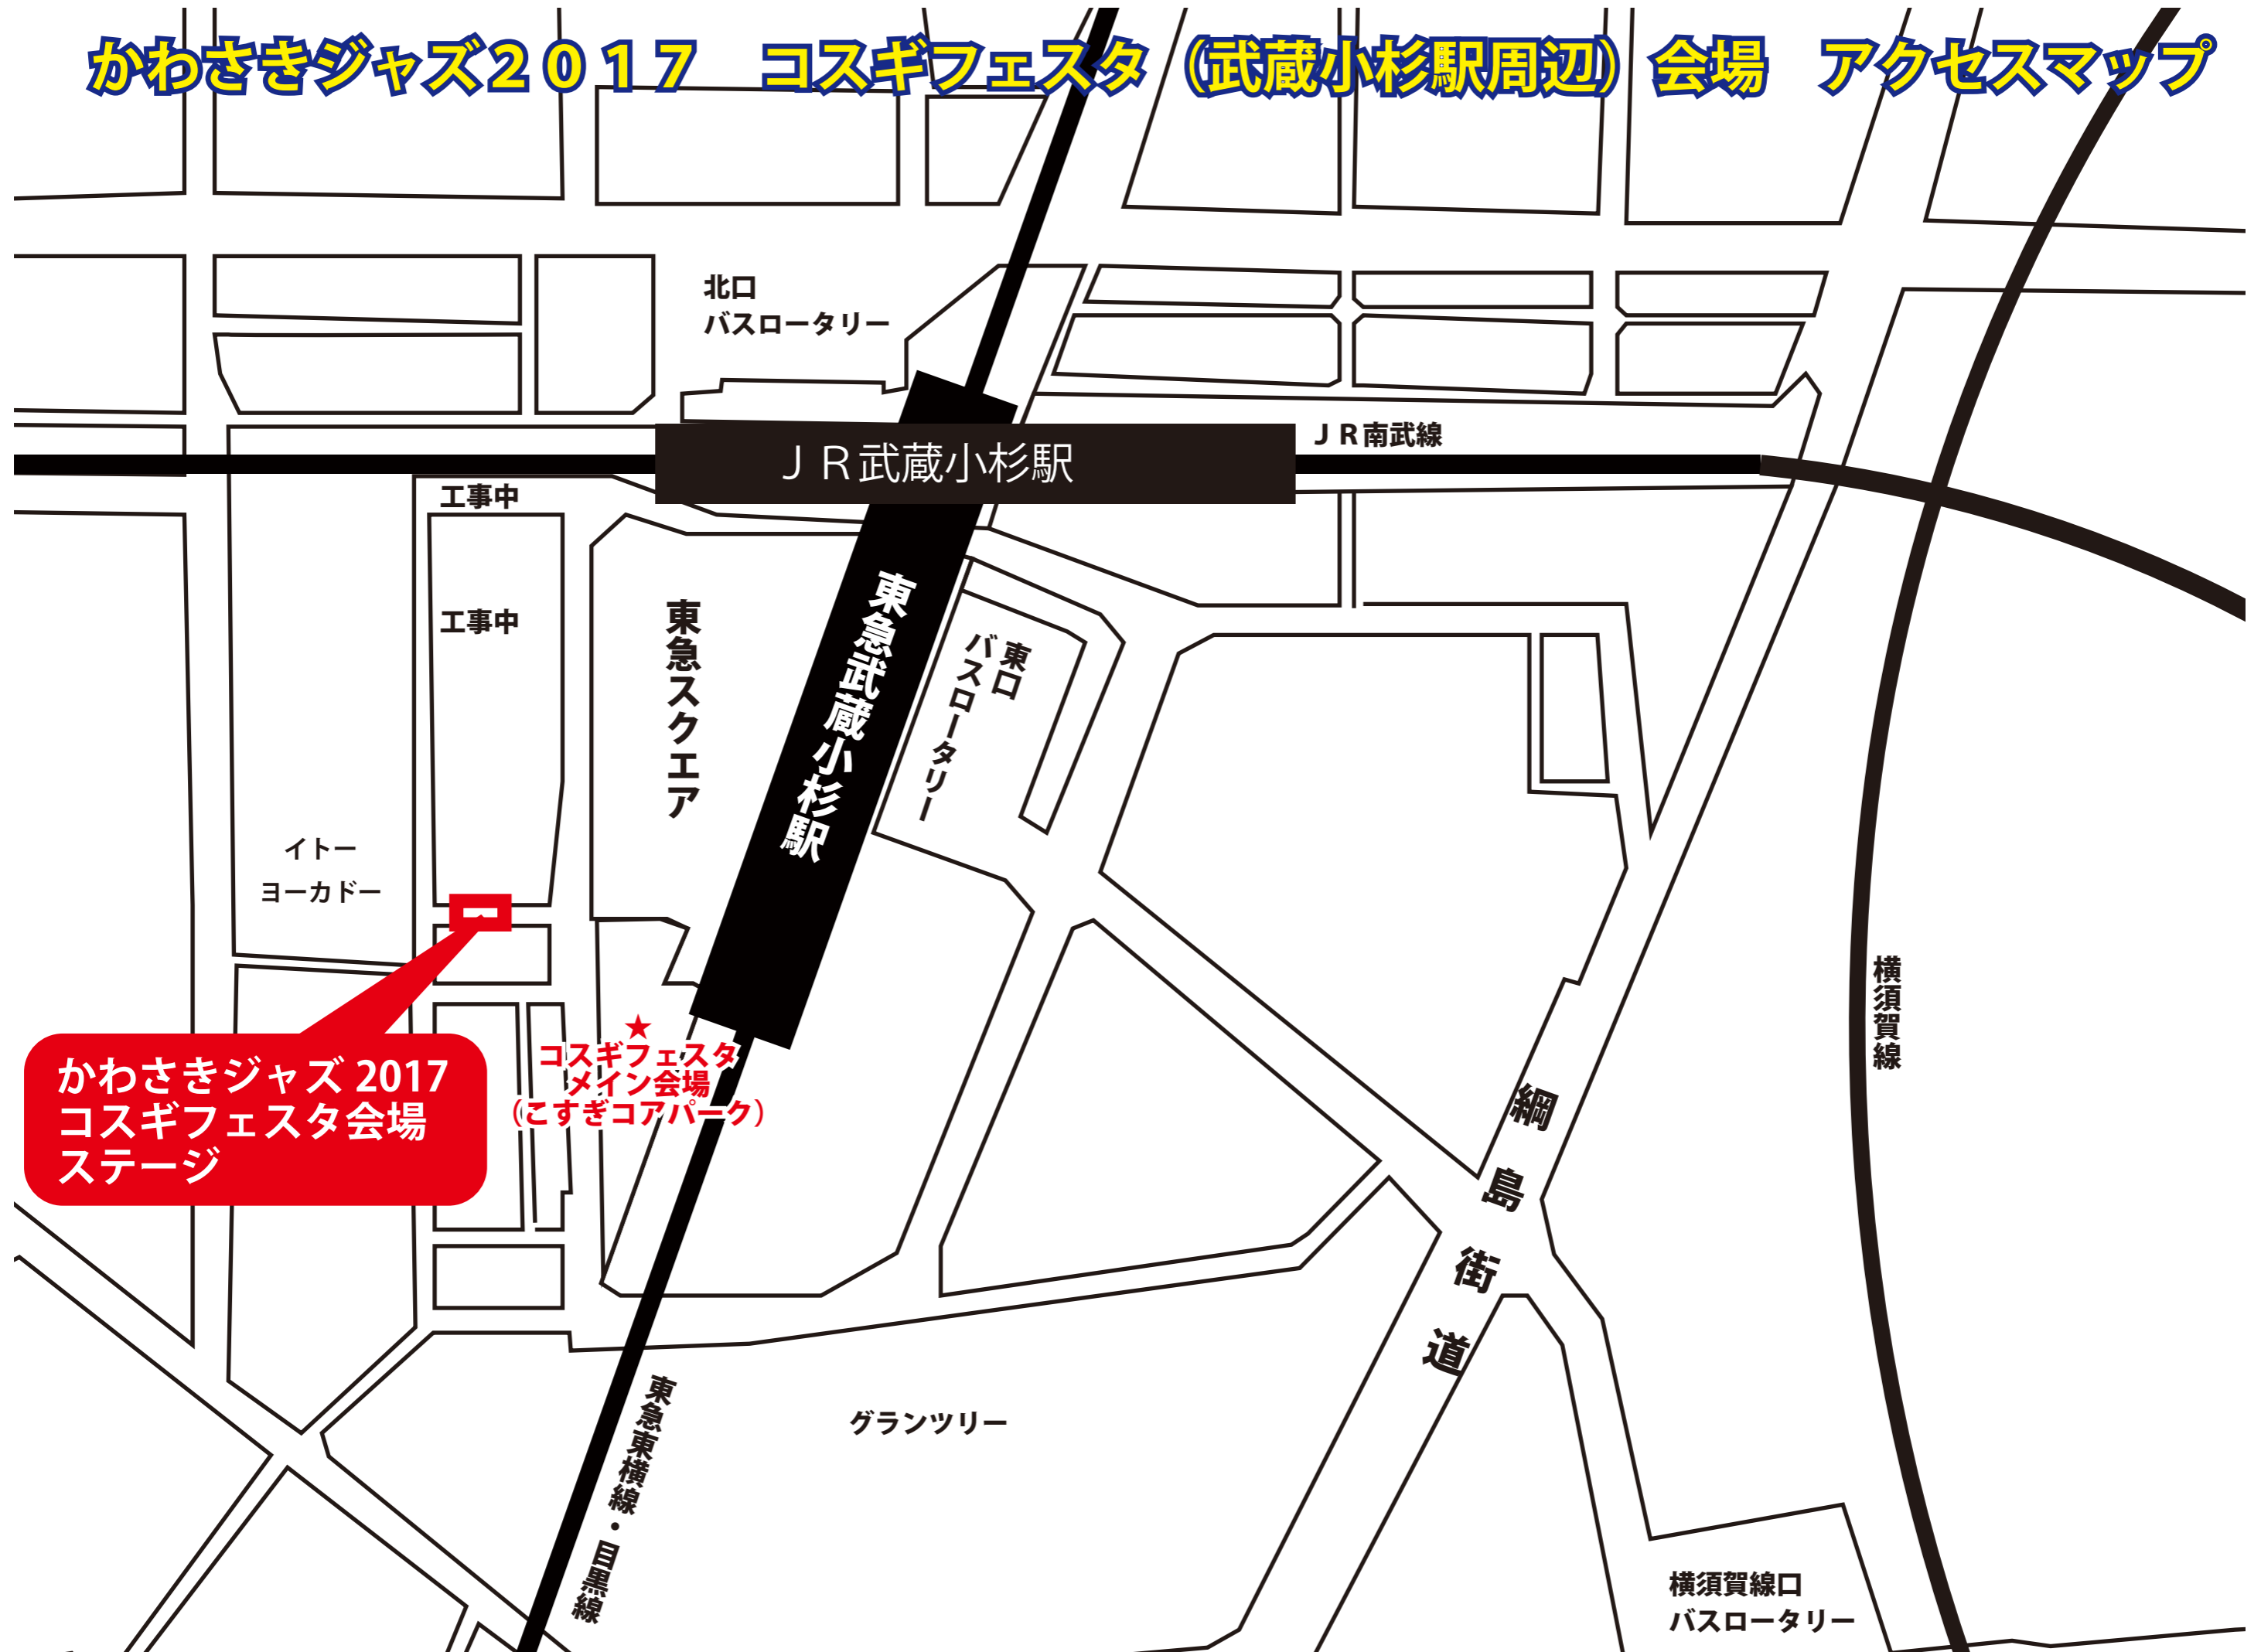 かわさきジャズ２０１７　コスギフェスタ（武蔵小杉駅周辺）会場　アクセスマップ
北口
バスロータリー
ＪＲ南武線
ＪＲ武蔵小杉駅
工事中
工事中
東急スクエア
東急武蔵小杉駅
東口
バスロータリー
イトー
ヨーカドー
横須賀線
かわさきジャズ 2017
コスギフェスタ会場
ステージ
★
コスギフェスタ
メイン会場
（こすぎコアパーク）
綱島街道
東急東横線・目黒線
グランツリー
横須賀線口
バスロータリー